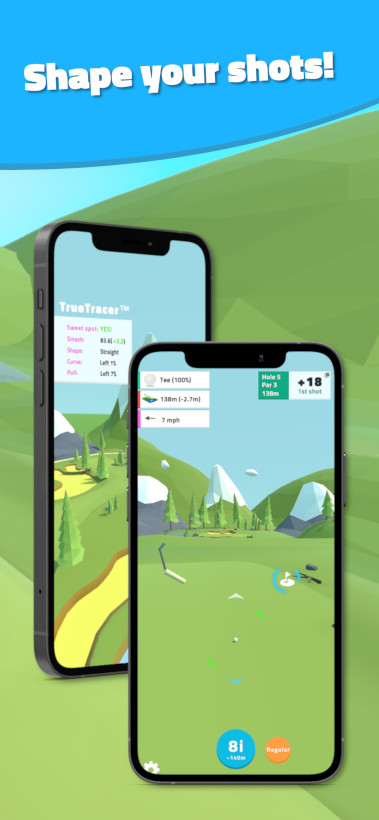 Shape your shots!
TrueTracer™
Sweet spot: YES!
Smash: 83.6(+3.2)
Shape: Straight
Curve: Left 1%
Pull: Left 7%
Tee (100%)
138m (-2.7m)
7 mph
Hole 5
Par 3
138m
+18
1st shot
8i
~140m
Regular